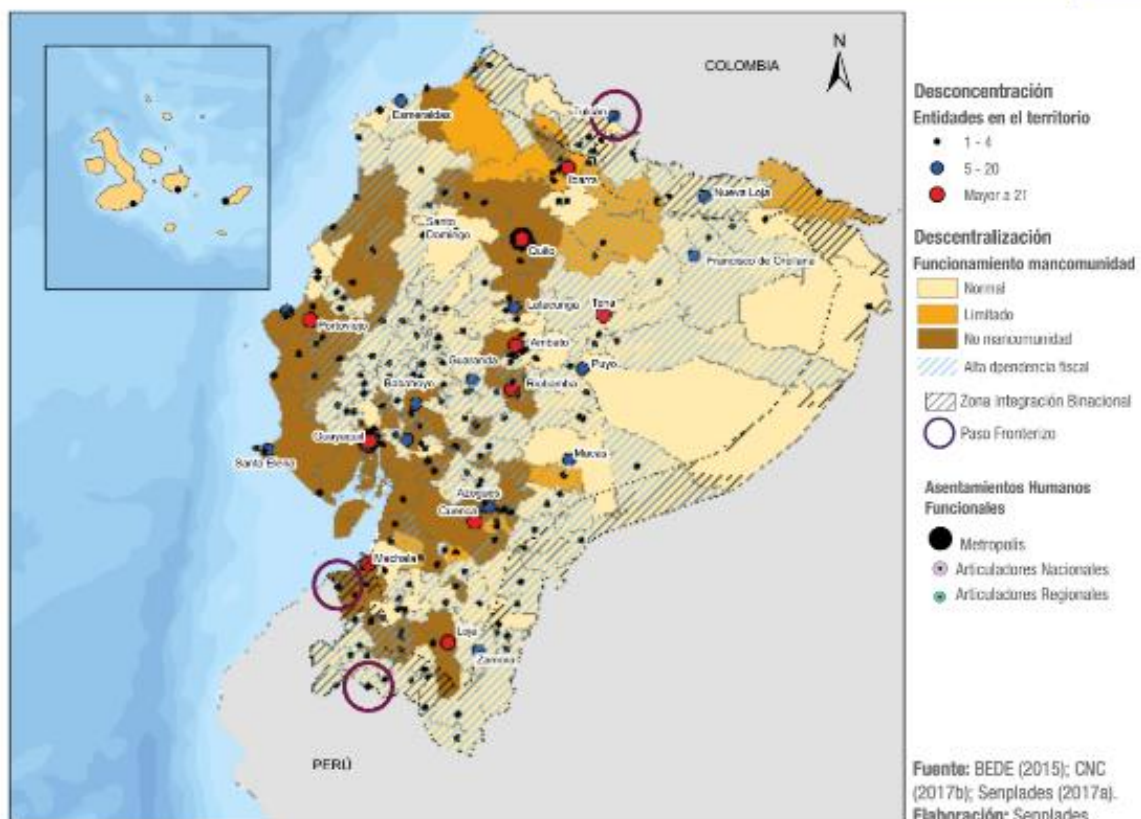 COLOMBIA
N
Esmeraldas
Tulcán
Ibarra
Nueva Loja
Santo
Domingo
Quito
Francisco de Orellana
Latacunga
Tena
Portoviejo
Ambato
Guaranda
Puyo
Babahoyo
Riobamba
Guayaquil
Santa Elena
Macas
Azogues
Cuenca
Machala
Loja
Zamora
PERÚ
Desconcentración
Entidades en el territorio
1 - 4
5 - 20
Mayor a 21
Descentralización
Funcionamiento mancomunidad
Normal
Limitado
No mancomunidad
Alta dpendencia fiscal
Zona Integración Binacional
Paso Fronterizo
Asentamientos Humanos
Funcionales
Metropolis
Articuladores Nacionales
Articuladores Regionales
Fuente: BEDE (2015); CNC
(2017b); Senplades (2017a).
Elaboración: Senplades